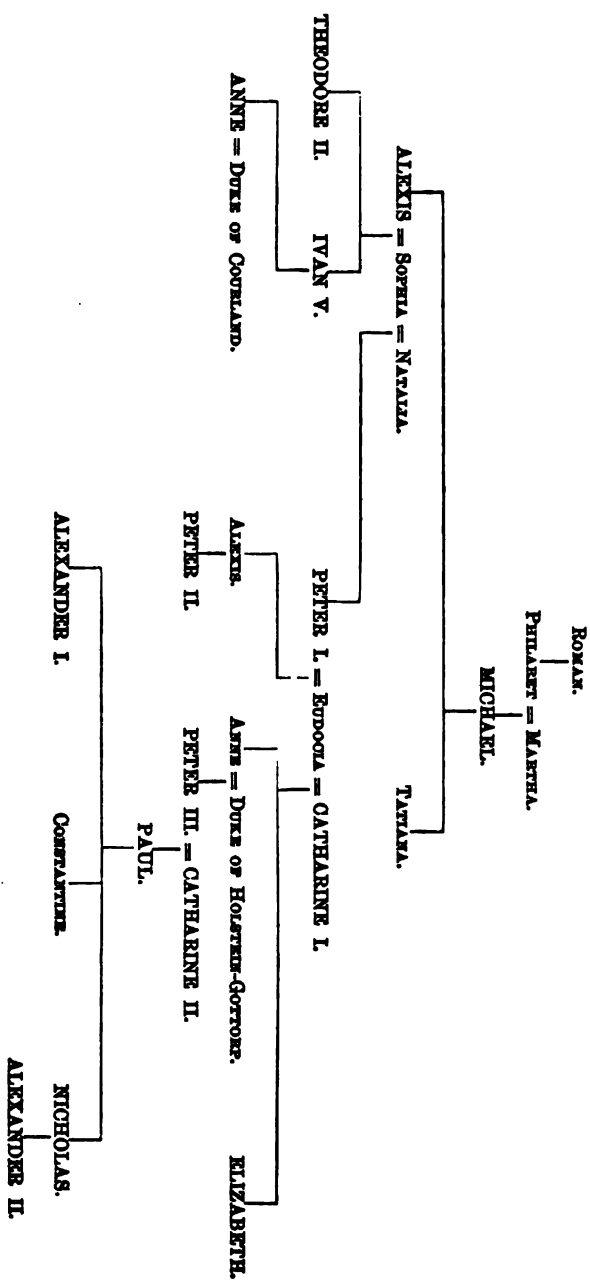 ROMAN.
PHILARET = MARTHA.
MICHAEL.
ALEXIS = SOPHIA = NATALIA. TATIANA.
THEODORE II. IVAN V. PETER I. = EUDOCIA = CATHARINE I.
ANNE = DUKE OF COURLAND. ALEXIS. ANNE = DUKE OF HOLSTEIN-GOTTORP. ELIZABETH.
PETER II. PETER III. = CATHARINE II.
PAUL.
ALEXANDER I. CONSTANTINE. NICHOLAS.
ALEXANDER II.